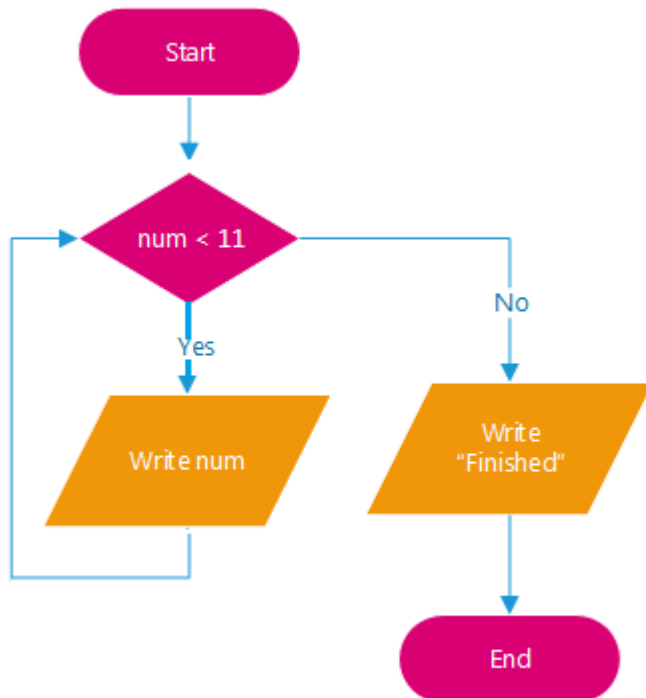 Start
num < 11
No
Yes
Write num
Write
“Finished”
End